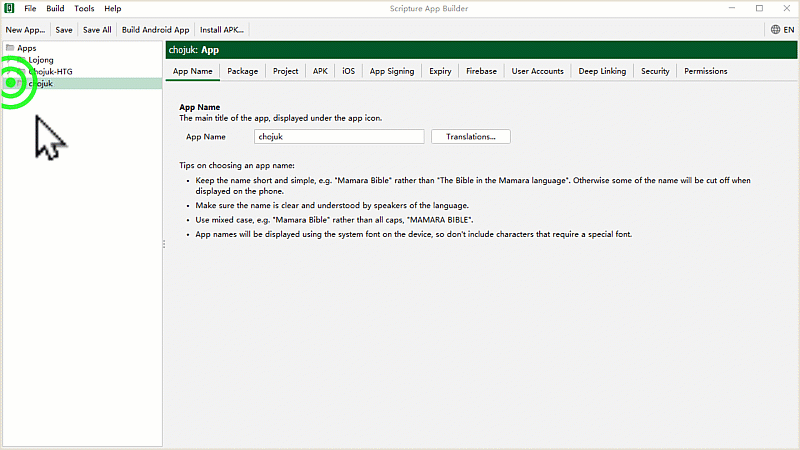 Scripture App Builder
File Build Tools Help
New App... Save Save All Build Android App Install APK... EN
Apps
Lojong
Chojuk-HTG
chojuk
chojuk: App
App Name Package Project APK iOS App Signing Expiry Firebase User Accounts Deep Linking Security Permissions
App Name
The main title of the app, displayed under the app icon.
App Name chojuk Translations...
Tips on choosing an app name:
• Keep the name short and simple, e.g. "Mamara Bible" rather than "The Bible in the Mamara language". Otherwise some of the name will be cut off when
displayed on the phone.
• Make sure the name is clear and understood by speakers of the language.
• Use mixed case, e.g. "Mamara Bible" rather than all caps, "MAMARA BIBLE".
• App names will be displayed using the system font on the device, so don't include characters that require a special font.